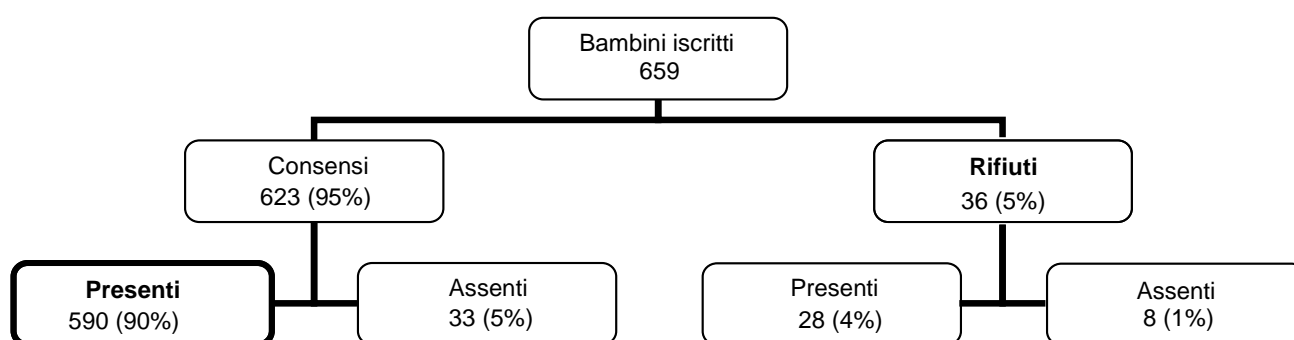 Bambini iscritti
659
Consensi
623 (95%)
Rifiuti
36 (5%)
Presenti
590 (90%)
Assenti
33 (5%)
Presenti
28 (4%)
Assenti
8 (1%)